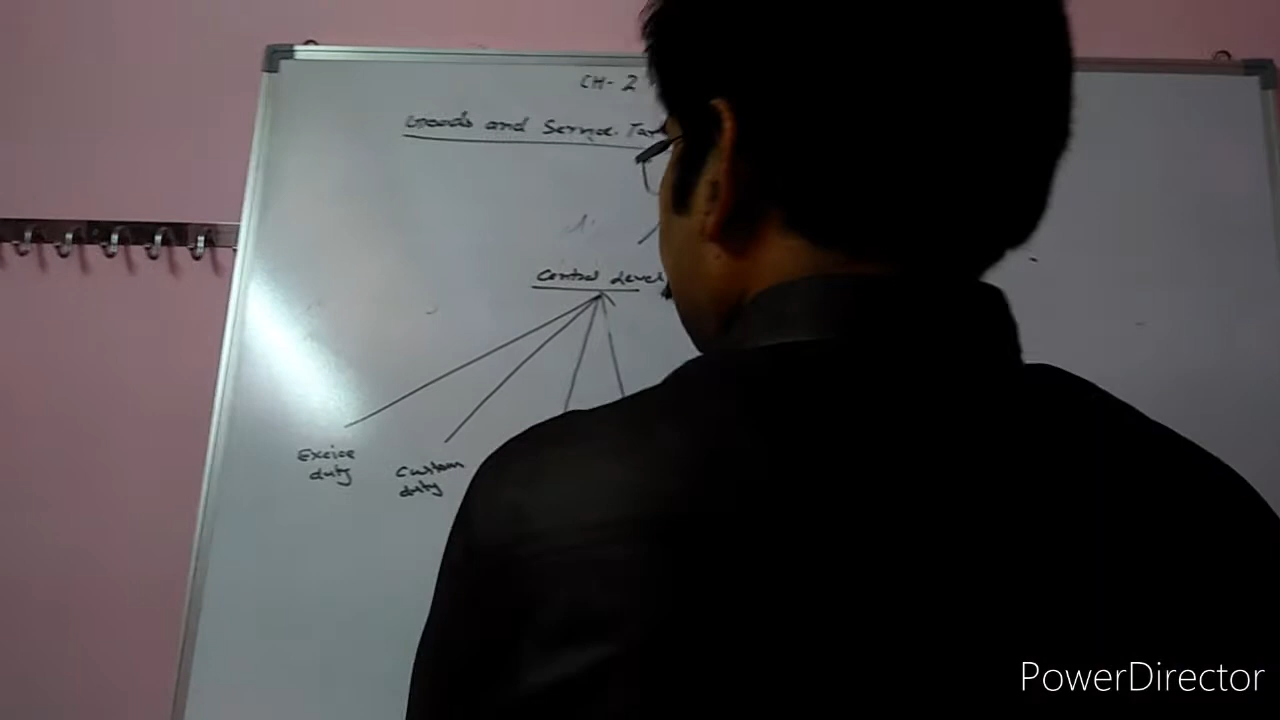 CH- 2
Goods and Service Tax
Central Level
Excise
duty
Custom
duty
PowerDirector